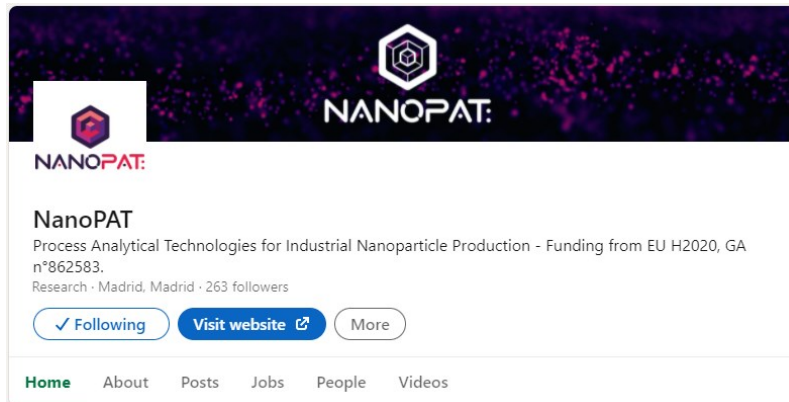 NANOPAT:
NANOPAT:
NanoPAT
Process Analytical Technologies for Industrial Nanoparticle Production - Funding from EU H2020, GA
n°862583.
Research · Madrid, Madrid · 263 followers
Following
Visit website
More
Home
About
Posts
Jobs
People
Videos